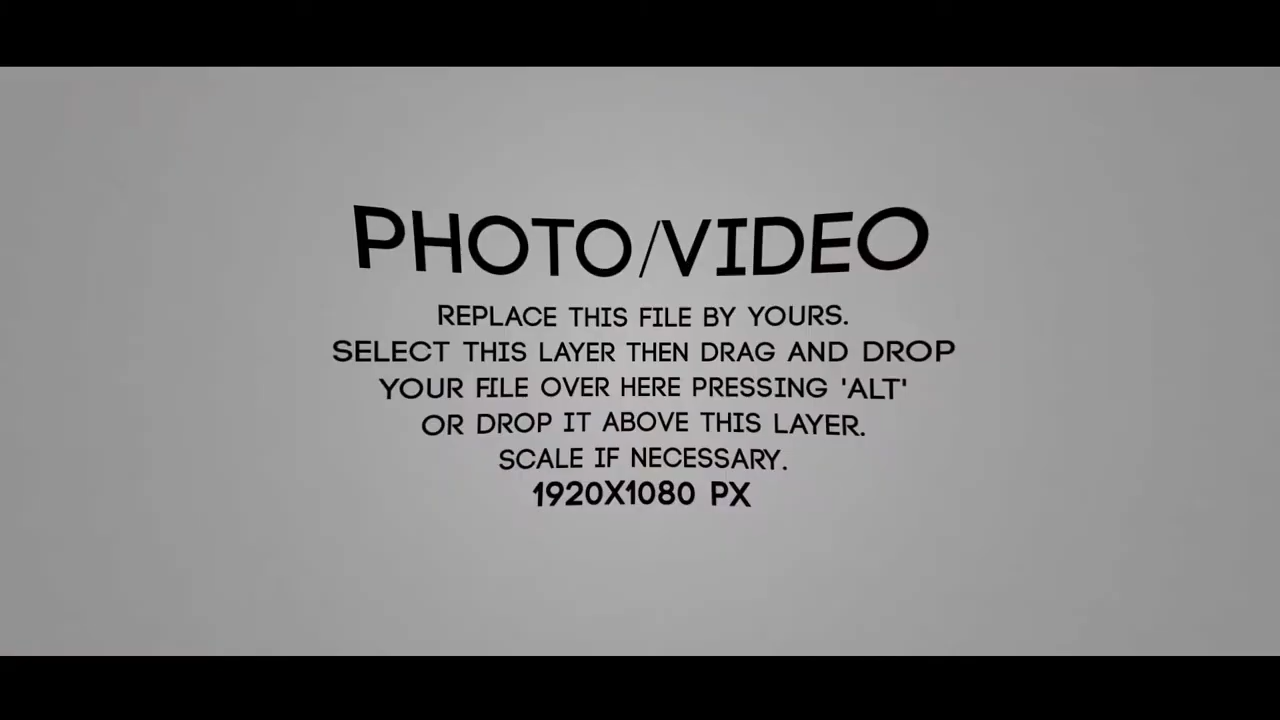 PHOTO/VIDEO
REPLACE THIS FILE BY YOURS.
SELECT THIS LAYER THEN DRAG AND DROP
YOUR FILE OVER HERE PRESSING 'ALT'
OR DROP IT ABOVE THIS LAYER.
SCALE IF NECESSARY.
1920X1080 PX